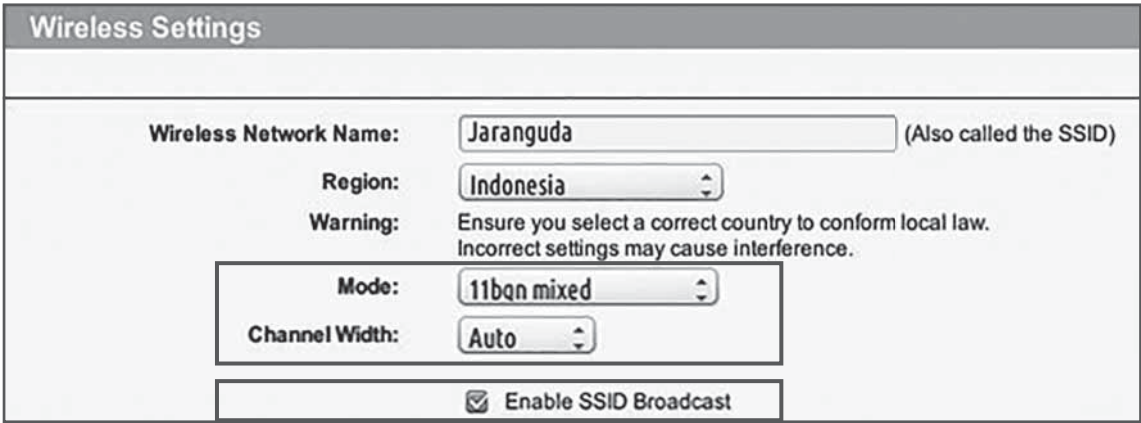 Wireless Settings
Wireless Network Name: Jaranguda (Also called the SSID)
Region: Indonesia
Warning: Ensure you select a correct country to conform local law.
Incorrect settings may cause interference.
Mode: 11bgn mixed
Channel Width: Auto
Enable SSID Broadcast